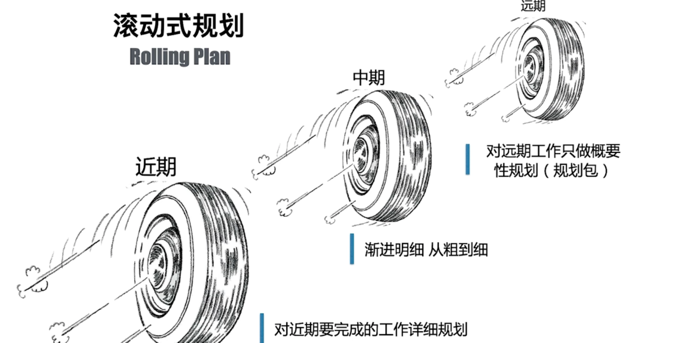 滚动式规划
Rolling Plan
远期
中期
近期
对远期工作只做概要
性规划（规划包）
渐进明细 从粗到细
对近期要完成的工作详细规划